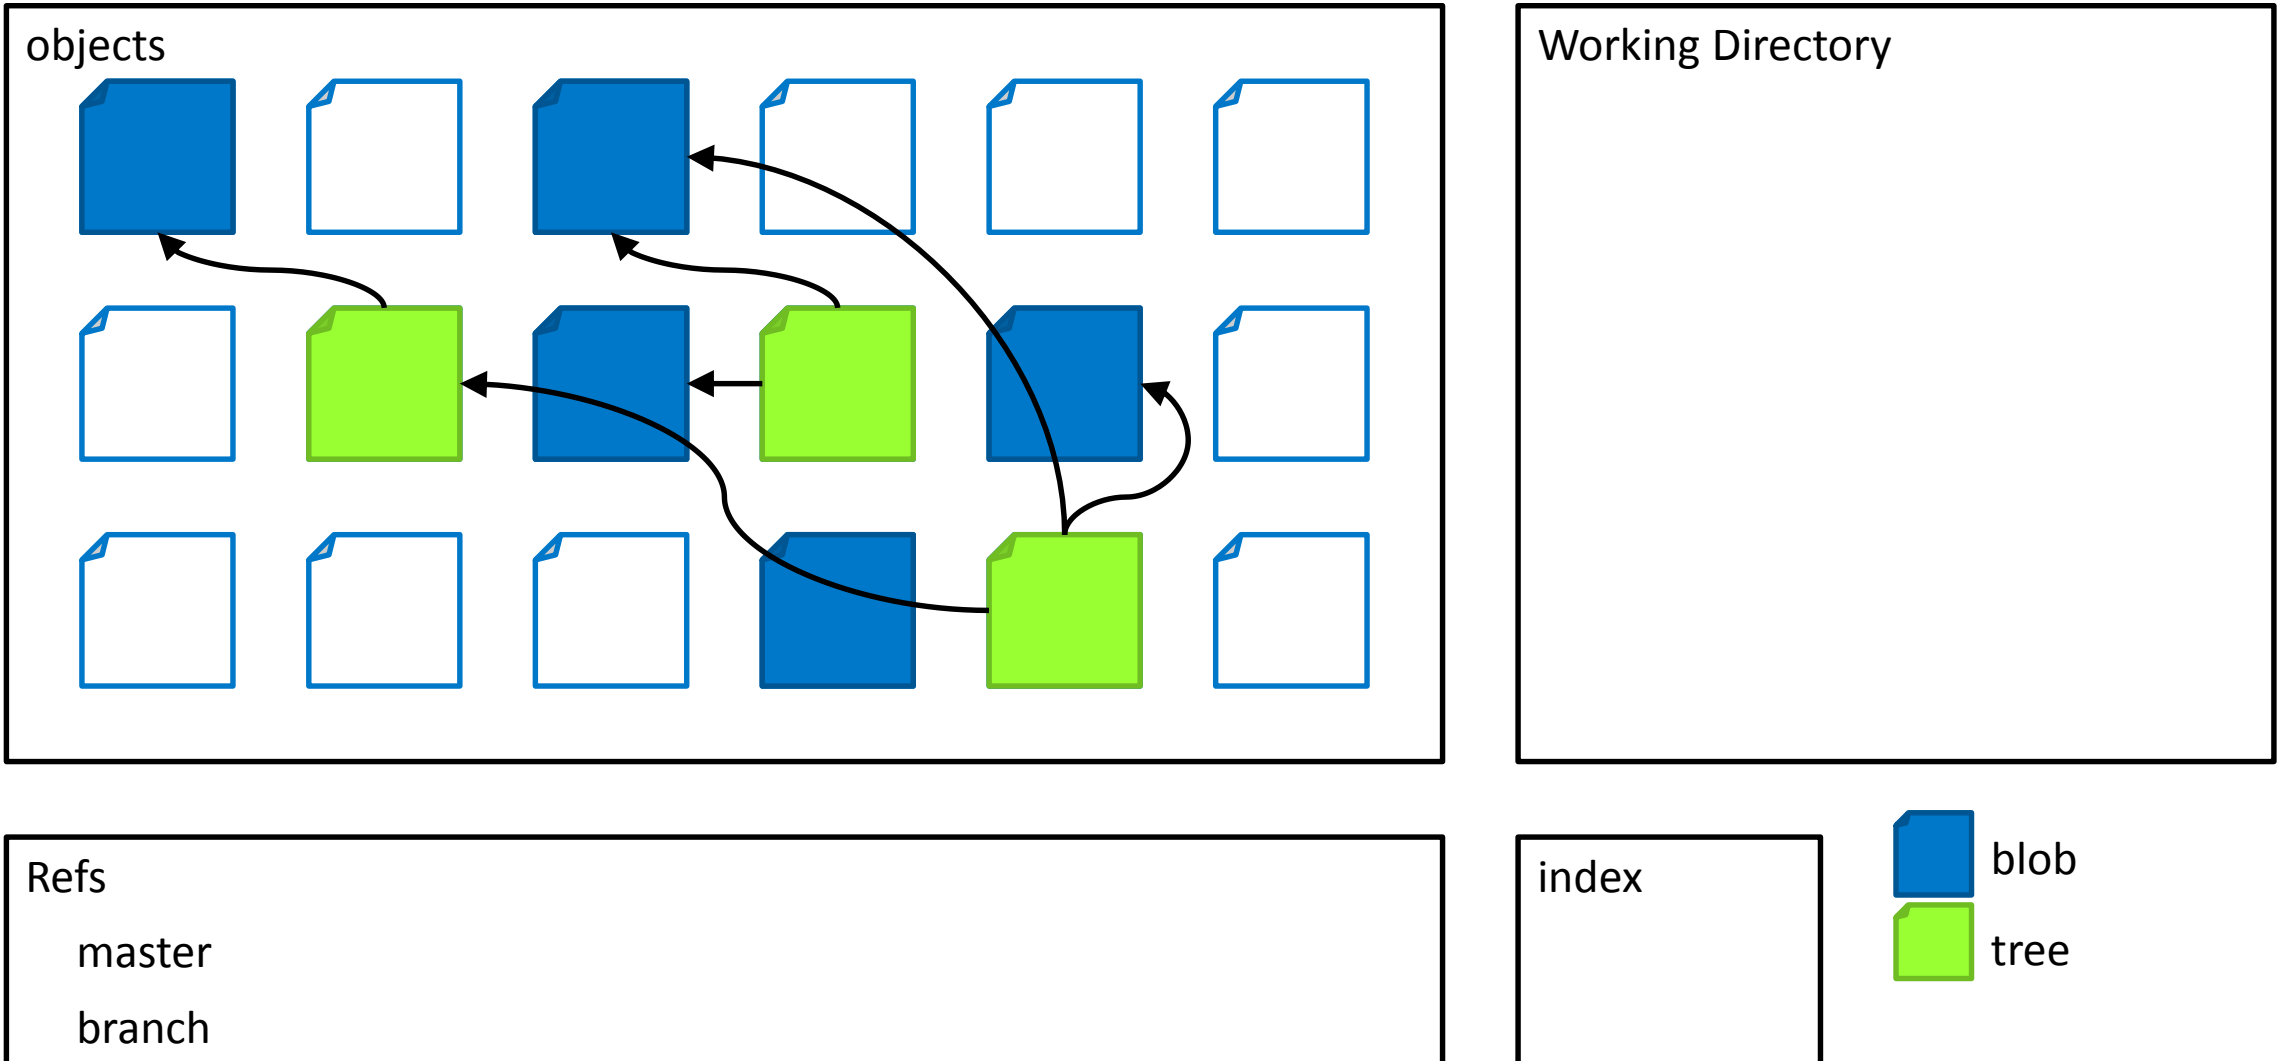 objects
Working Directory
Refs
master
branch
index
blob
tree